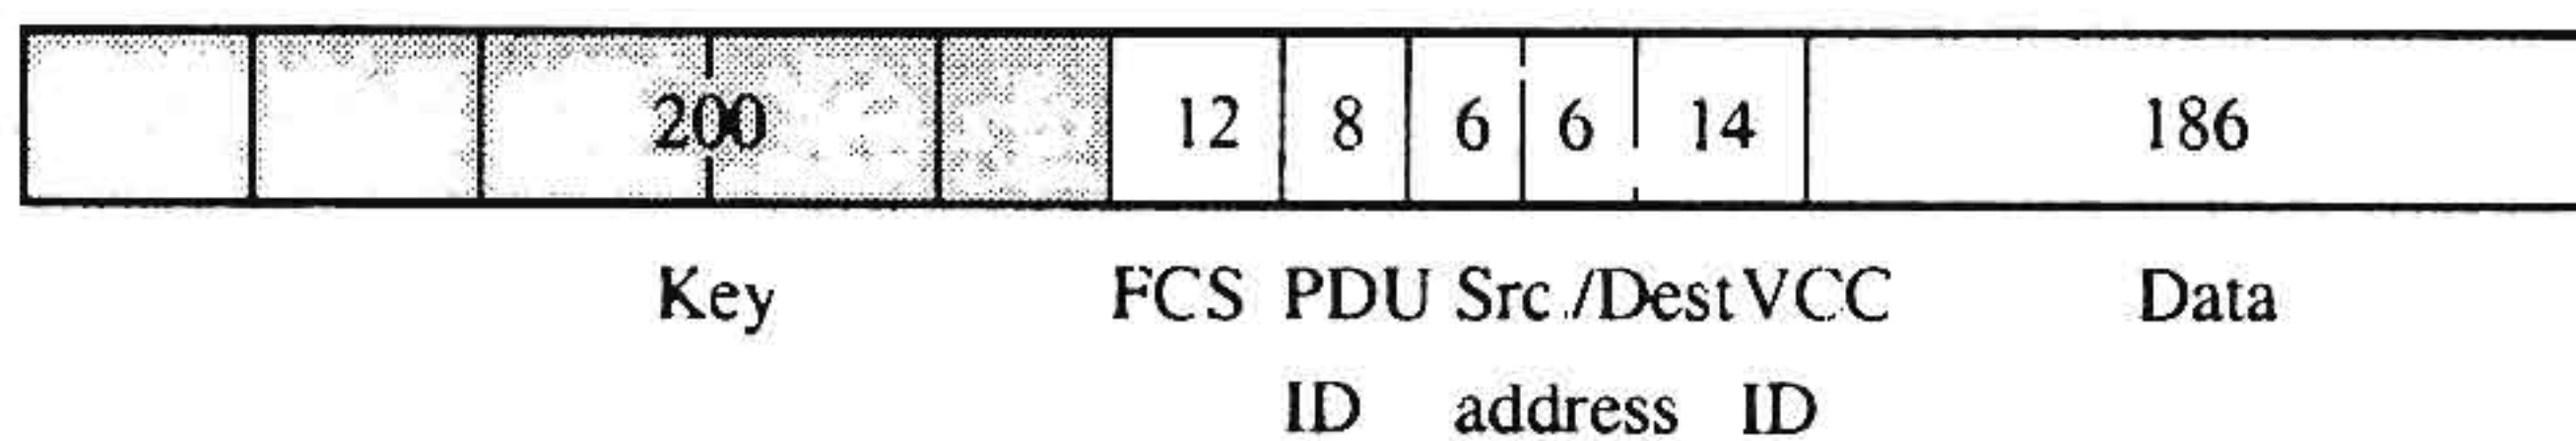 200 12 8 6 6 14 186
Key FCS PDU Src./Dest VCC Data
ID address ID